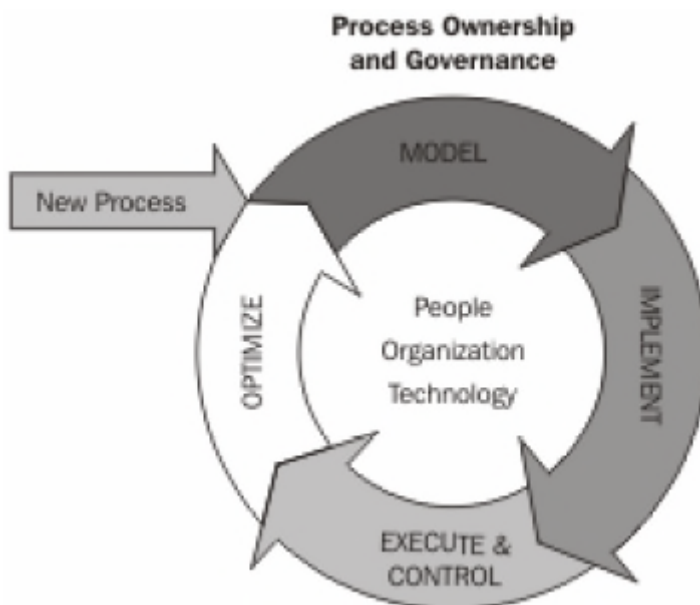 Process Ownership
and Governance
MODEL
New Process
IMPLEMENT
People
Organization
Technology
OPTIMIZE
EXECUTE &
CONTROL